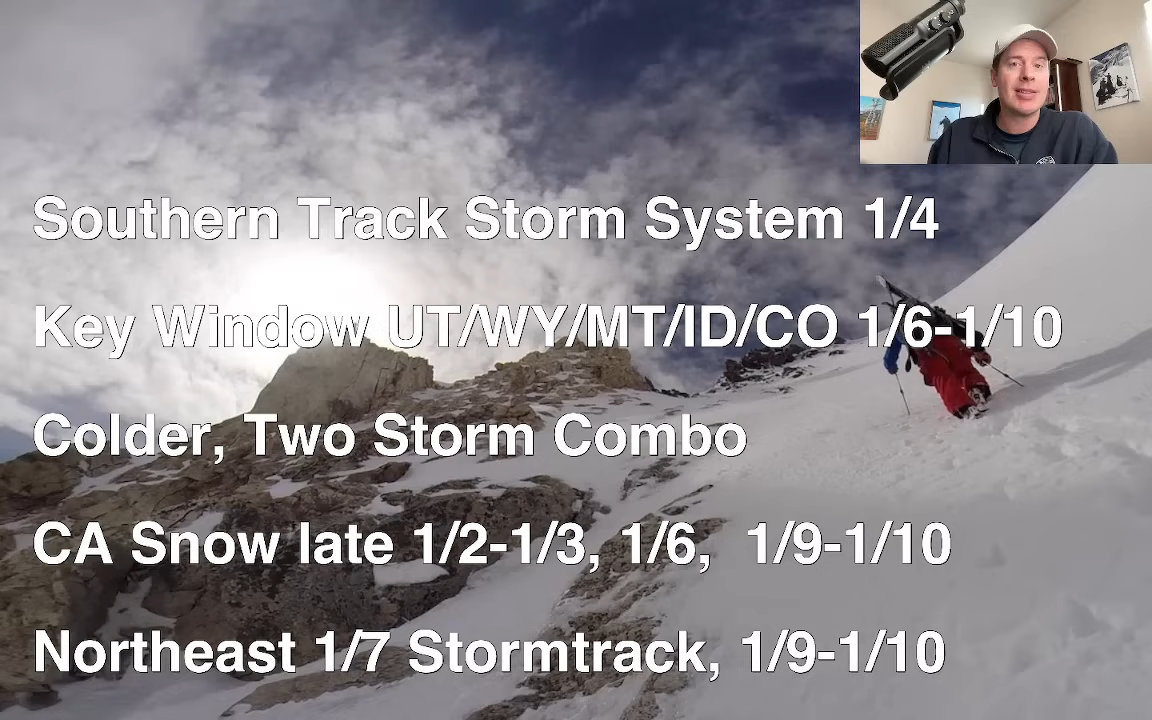 Southern Track Storm System 1/4
Key Window UT/WY/MT/ID/CO 1/6-1/10
Colder, Two Storm Combo
CA Snow late 1/2-1/3, 1/6, 1/9-1/10
Northeast 1/7 Stormtrack, 1/9-1/10